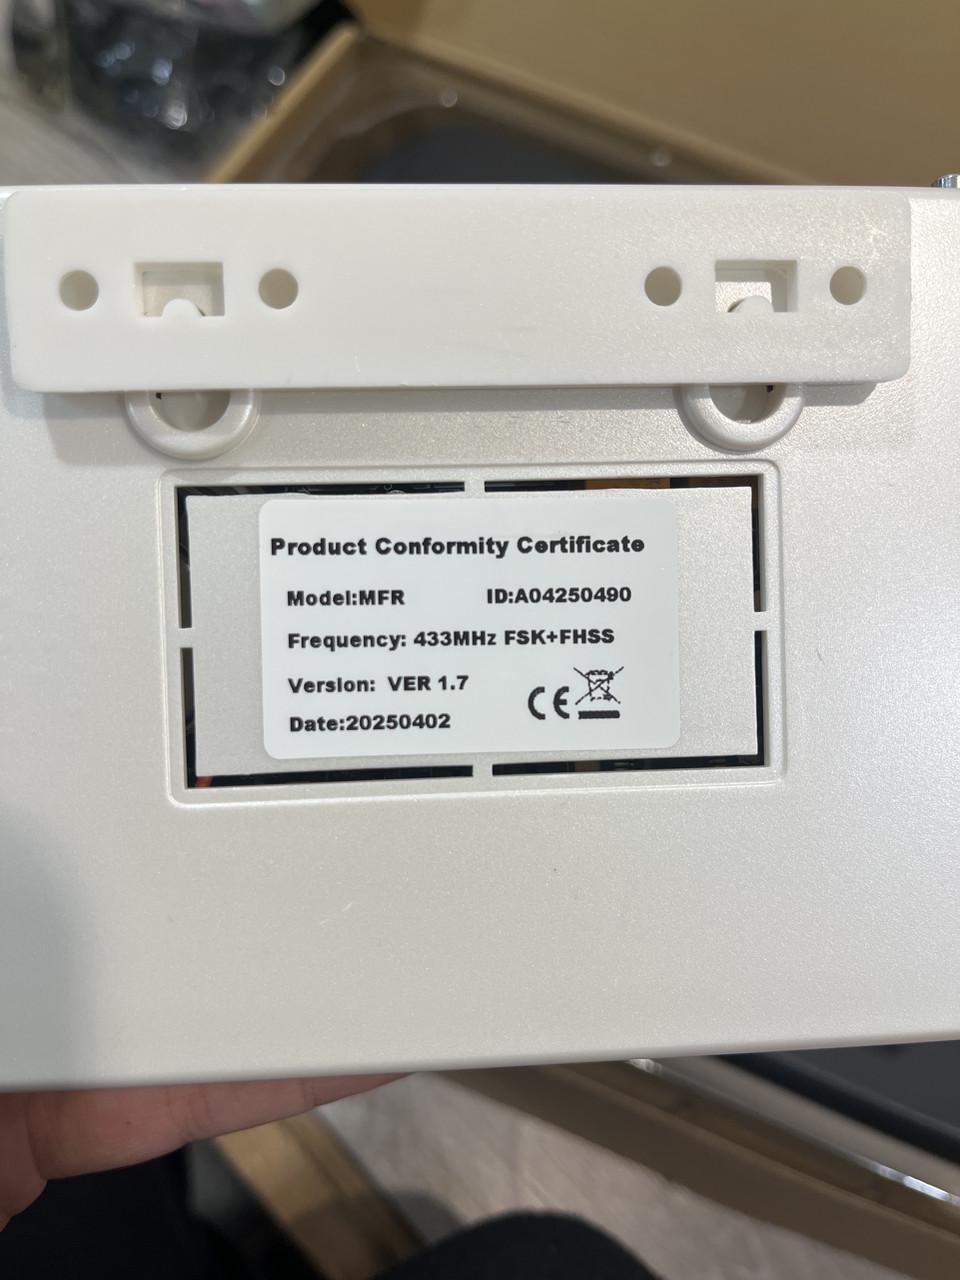 Product Conformity Certificate
Model:MFR ID:A04250490
Frequency: 433MHz FSK+FHSS
Version: VER 1.7
CE
Date:20250402